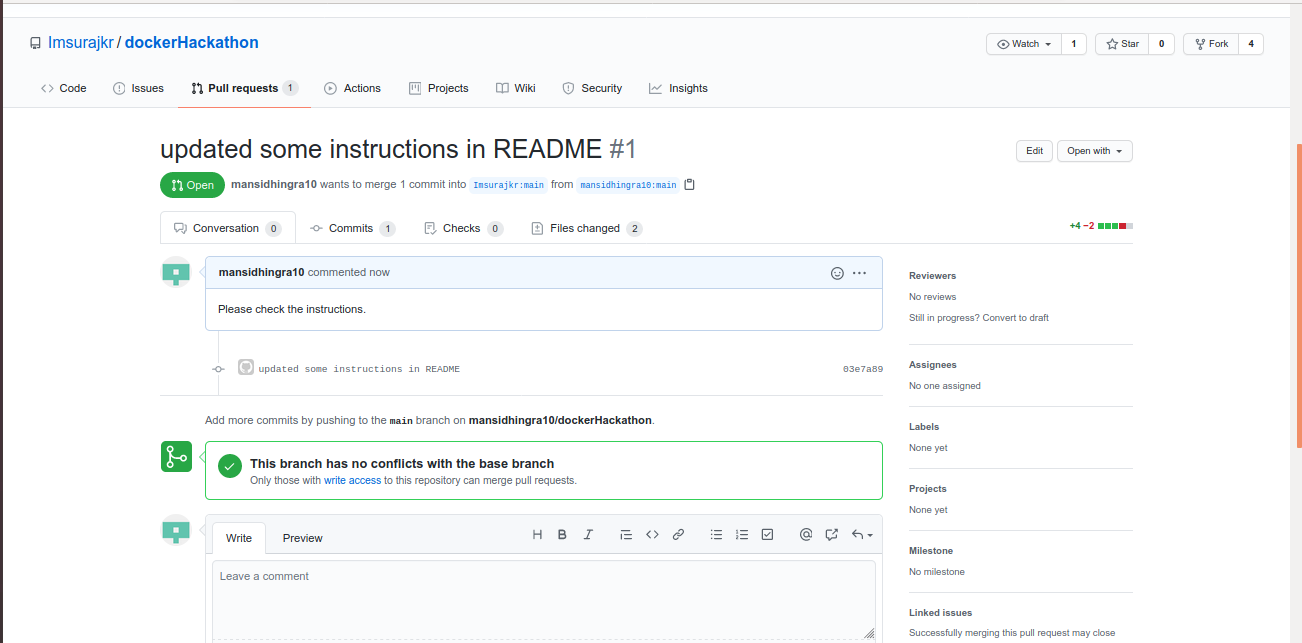 Imsurajkr / dockerHackathon
Watch 1 Star 0 Fork 4
Code Issues Pull requests 1 Actions Projects Wiki Security Insights
updated some instructions in README #1
Edit Open with
Open mansidhingra10 wants to merge 1 commit into Imsurajkr:main from mansidhingra10:main
Conversation 0 Commits 1 Checks 0 Files changed 2
+4 −2
mansidhingra10 commented now
Please check the instructions.
updated some instructions in README 03e7a89
Add more commits by pushing to the main branch on mansidhingra10/dockerHackathon.
This branch has no conflicts with the base branch
Only those with write access to this repository can merge pull requests.
Write Preview
Leave a comment
Reviewers
No reviews
Still in progress? Convert to draft
Assignees
No one assigned
Labels
None yet
Projects
None yet
Milestone
No milestone
Linked issues
Successfully merging this pull request may close